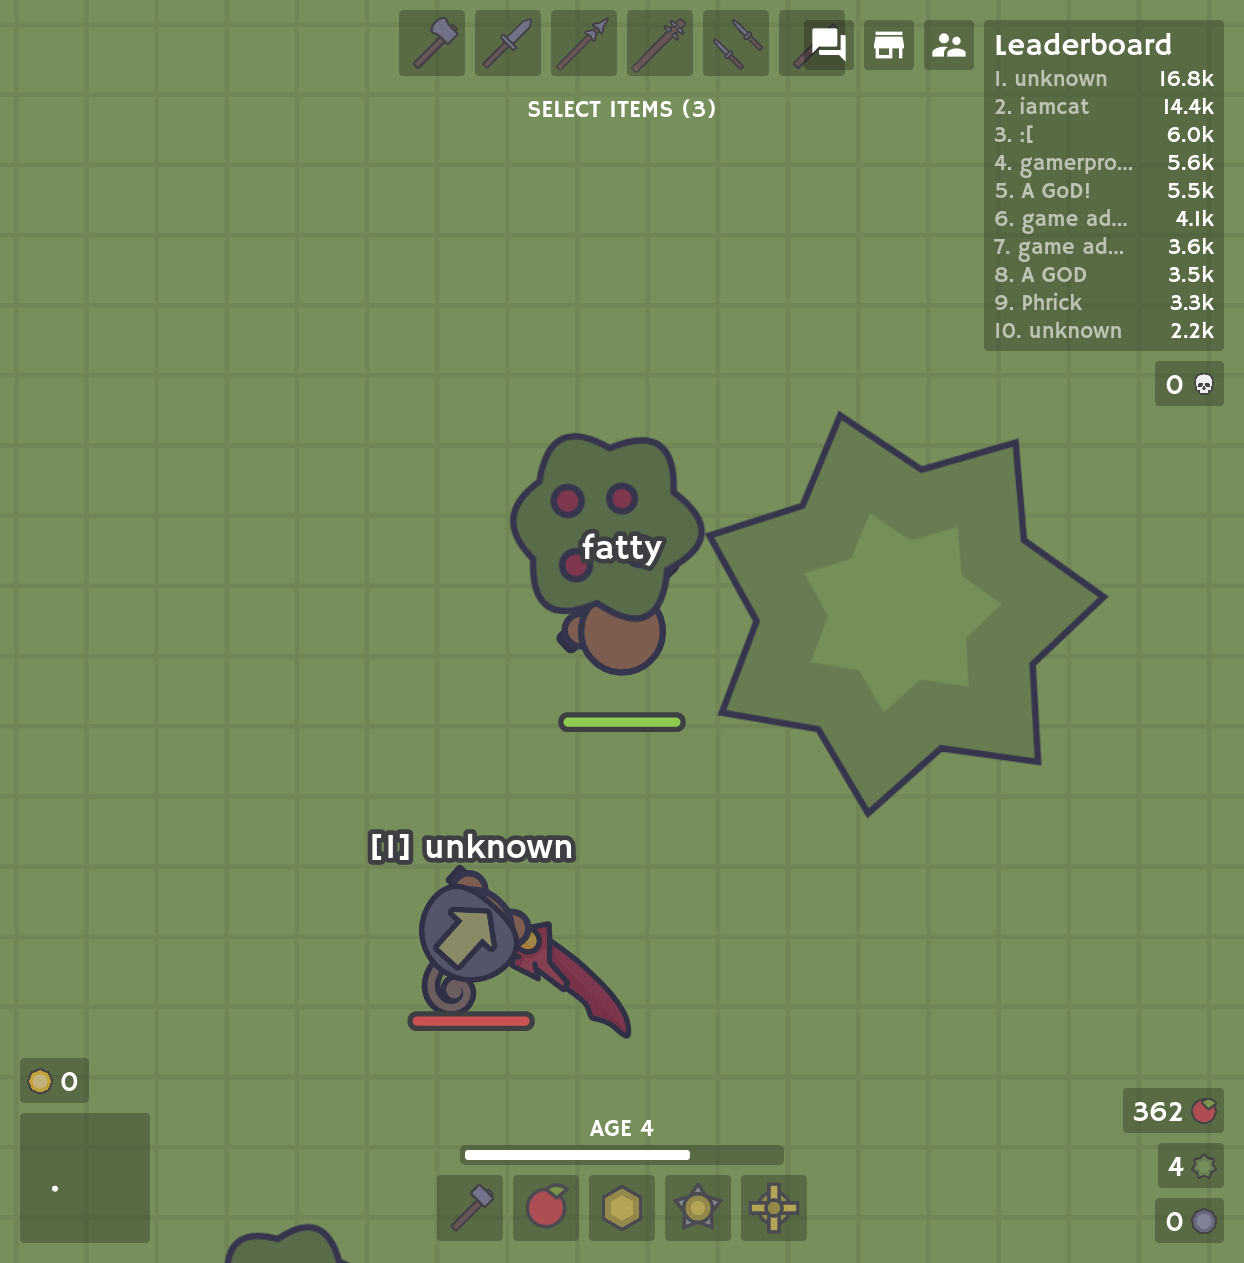 SELECT ITEMS (3)
Leaderboard
1. unknown 16.8k
2. iamcat 14.4k
3. :[ 6.0k
4. gamerpro... 5.6k
5. A GoD! 5.5k
6. game ad... 4.1k
7. game ad... 3.6k
8. A GOD 3.5k
9. Phrick 3.3k
10. unknown 2.2k
0
fatty
[I] unknown
0
AGE 4
362
4
0